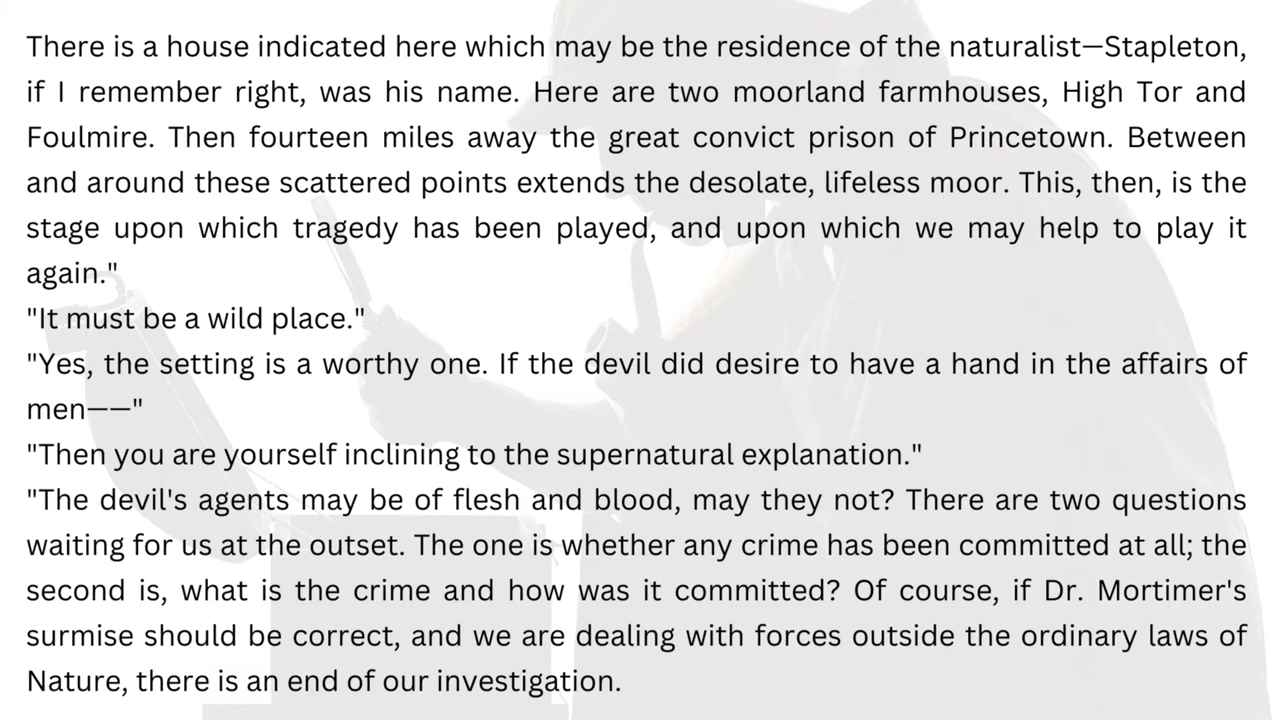 There is a house indicated here which may be the residence of the naturalist—Stapleton,
if I remember right, was his name. Here are two moorland farmhouses, High Tor and
Foulmire. Then fourteen miles away the great convict prison of Princetown. Between
and around these scattered points extends the desolate, lifeless moor. This, then, is the
stage upon which tragedy has been played, and upon which we may help to play it
again."
"It must be a wild place."
"Yes, the setting is a worthy one. If the devil did desire to have a hand in the affairs of
men——"
"Then you are yourself inclining to the supernatural explanation."
"The devil's agents may be of flesh and blood, may they not? There are two questions
waiting for us at the outset. The one is whether any crime has been committed at all; the
second is, what is the crime and how was it committed? Of course, if Dr. Mortimer's
surmise should be correct, and we are dealing with forces outside the ordinary laws of
Nature, there is an end of our investigation.